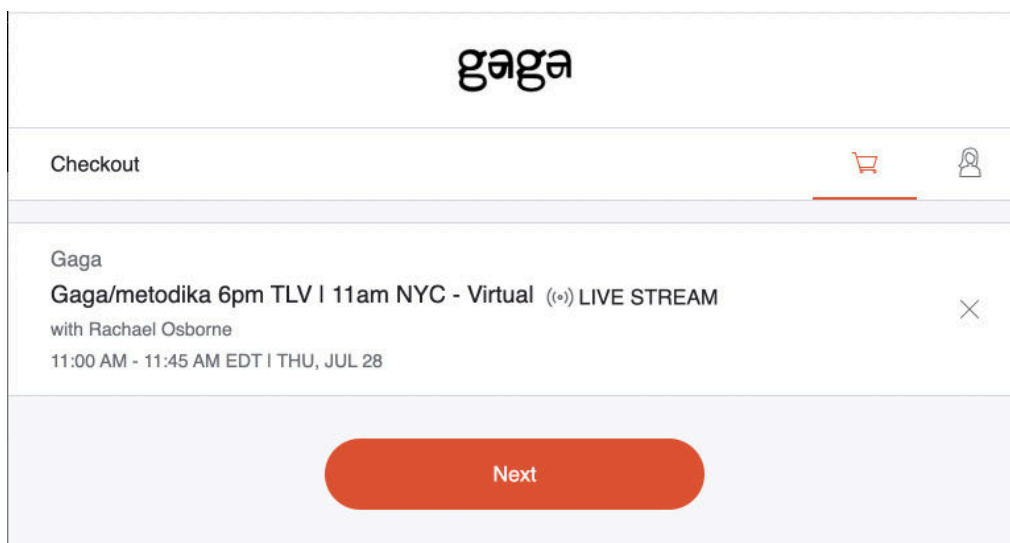 gaga
Checkout
Gaga
Gaga/metodika 6pm TLV | 11am NYC - Virtual ((•)) LIVE STREAM
with Rachael Osborne
11:00 AM - 11:45 AM EDT | THU, JUL 28
Next